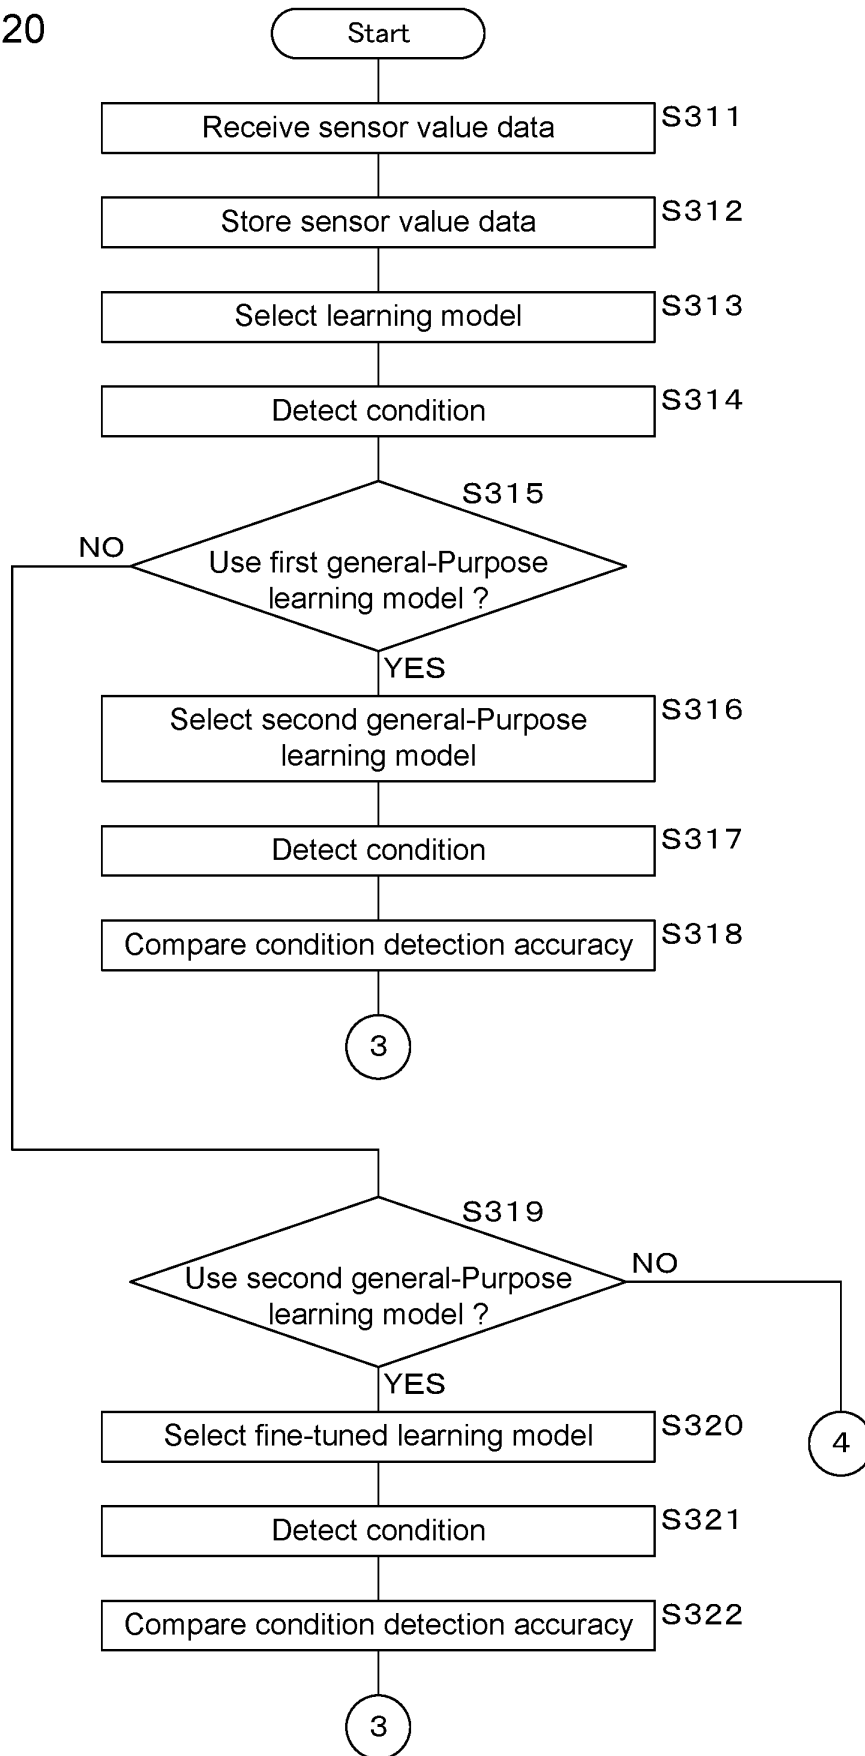 20
Start
Receive sensor value data
S311
Store sensor value data
S312
Select learning model
S313
Detect condition
S314
S315
NO
Use first general-Purpose
learning model ?
YES
Select second general-Purpose
learning model
S316
Detect condition
S317
Compare condition detection accuracy
S318
3
S319
Use second general-Purpose
learning model ?
NO
YES
Select fine-tuned learning model
S320
4
Detect condition
S321
Compare condition detection accuracy
S322
3